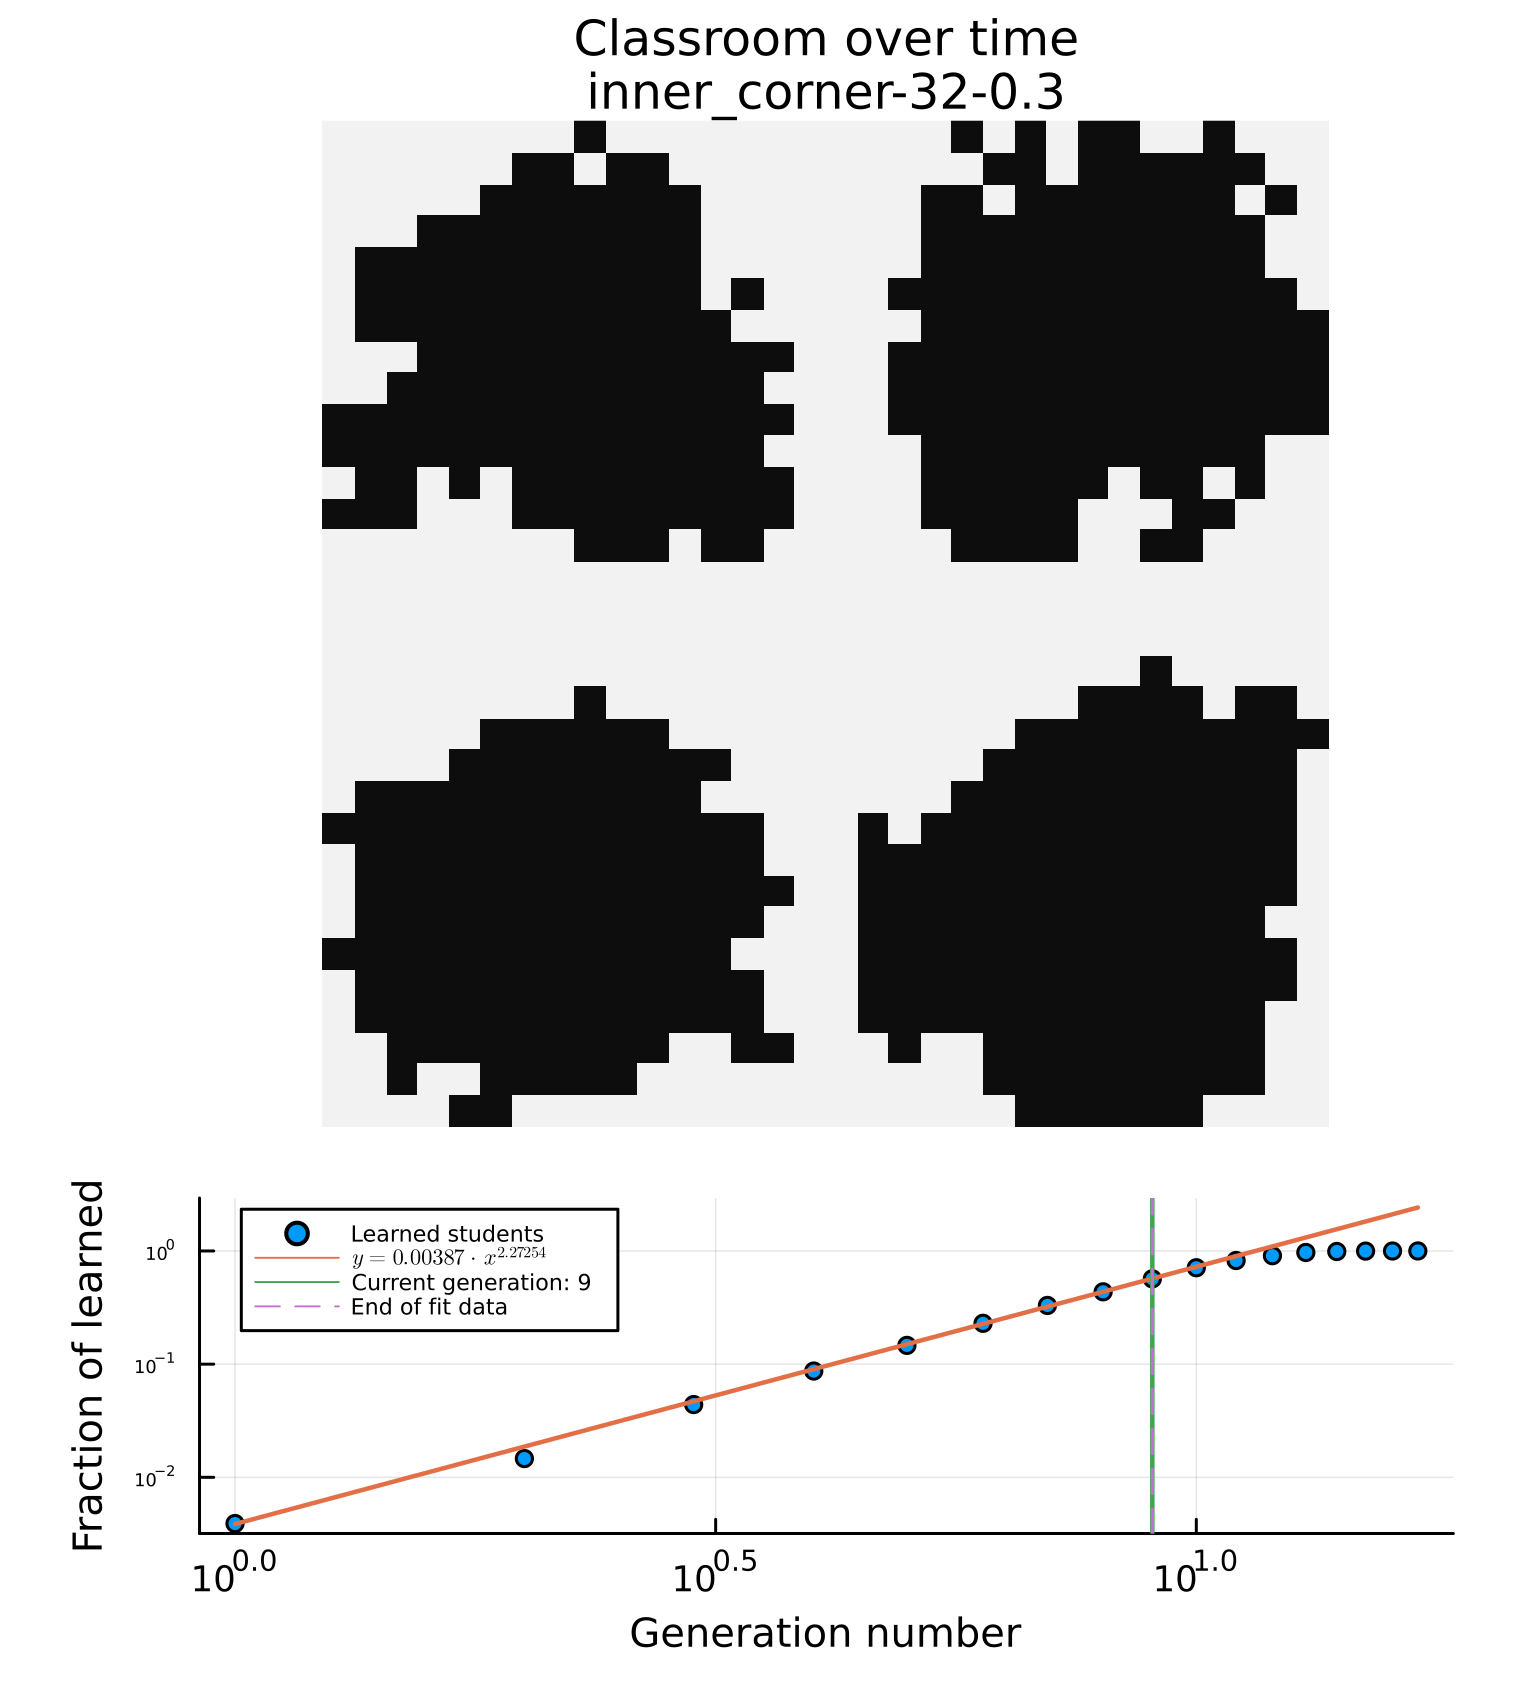 Classroom over time
inner_corner-32-0.3
Fraction of learned
Learned students
y = 0.00387 · x^2.27254
Current generation: 9
End of fit data
10^0
10^−1
10^−2
10^0.0
10^0.5
10^1.0
Generation number